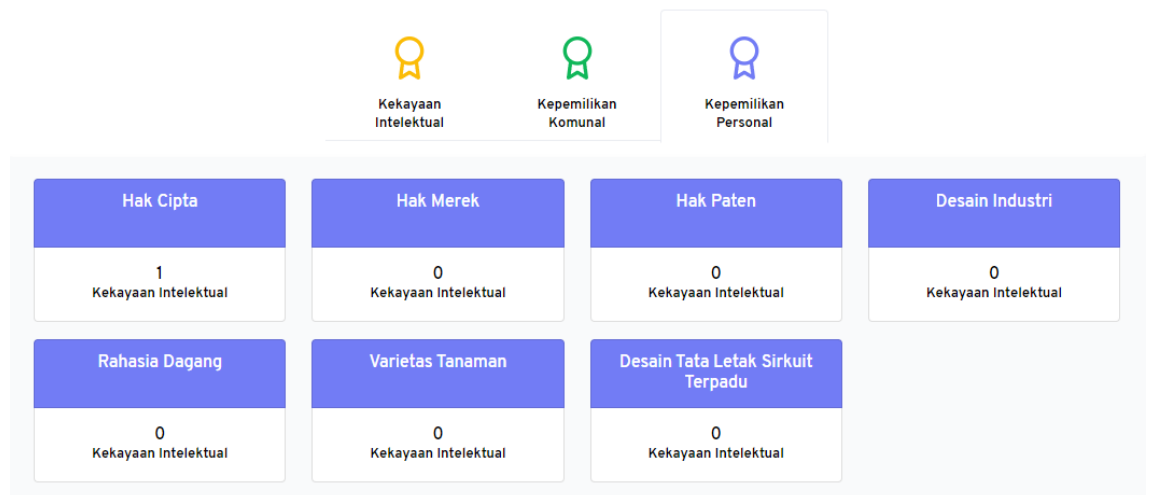 Kekayaan
Intelektual
Kepemilikan
Komunal
Kepemilikan
Personal
Hak Cipta
1
Kekayaan Intelektual
Hak Merek
0
Kekayaan Intelektual
Hak Paten
0
Kekayaan Intelektual
Desain Industri
0
Kekayaan Intelektual
Rahasia Dagang
0
Kekayaan Intelektual
Varietas Tanaman
0
Kekayaan Intelektual
Desain Tata Letak Sirkuit
Terpadu
0
Kekayaan Intelektual